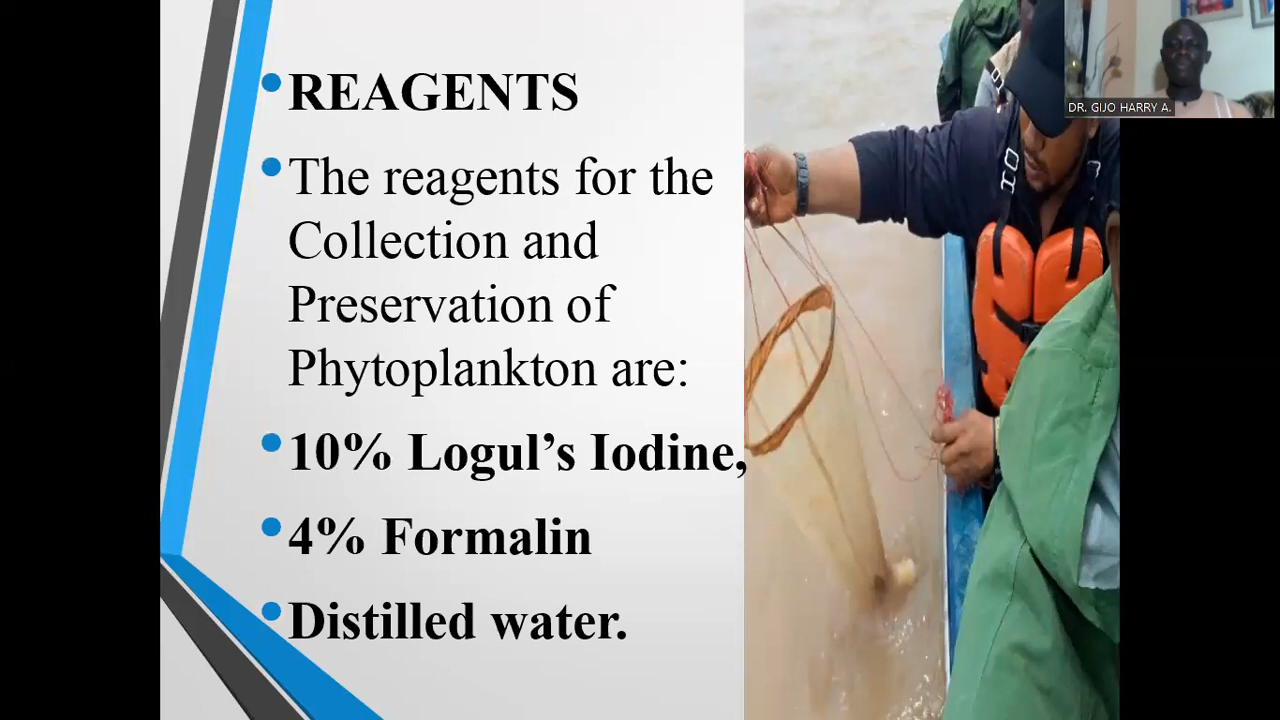 REAGENTS
The reagents for the
Collection and
Preservation of
Phytoplankton are:
10% Logul’s Iodine,
4% Formalin
Distilled water.
DR. GIJO HARRY A.